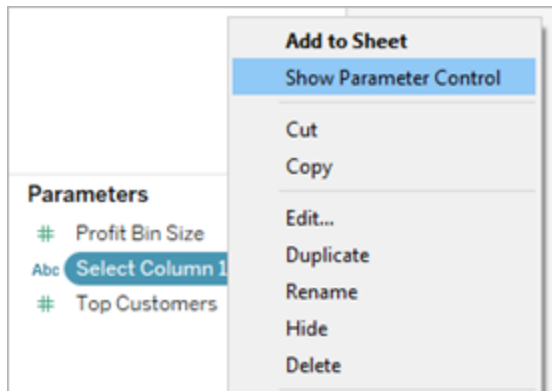 Add to Sheet
Show Parameter Control
Cut
Copy
Parameters
Edit...
# Profit Bin Size
Duplicate
Abc Select Column 1
Rename
# Top Customers
Hide
Delete